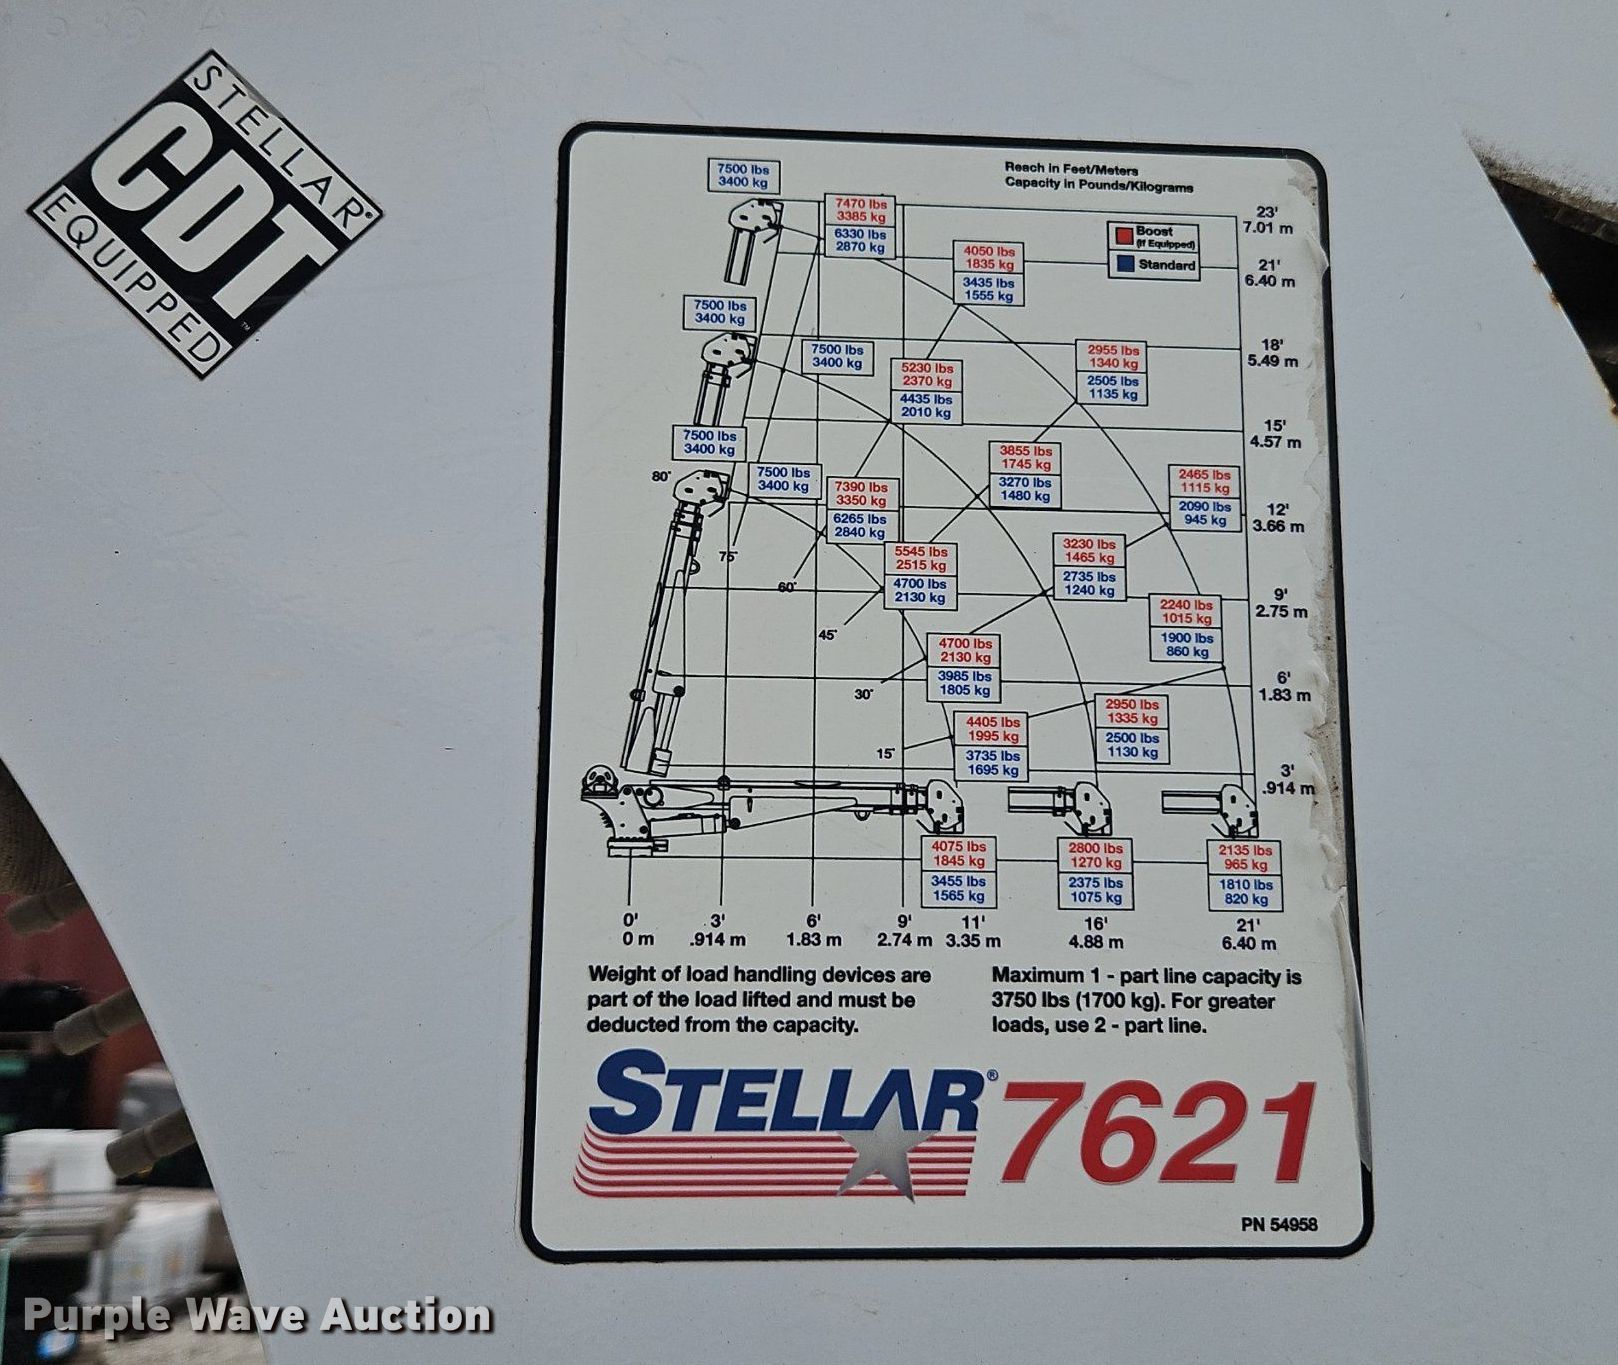 STELLAR®
CDT™
EQUIPPED
Reach in Feet/Meters
Capacity in Pounds/Kilograms
Boost
(If Equipped)
Standard
7500 lbs
3400 kg
7470 lbs
3385 kg
6330 lbs
2870 kg
4050 lbs
1835 kg
3435 lbs
1555 kg
23'
7.01 m
21'
6.40 m
7500 lbs
3400 kg
7500 lbs
3400 kg
5230 lbs
2370 kg
4435 lbs
2010 kg
2955 lbs
1340 kg
2505 lbs
1135 kg
18'
5.49 m
15'
4.57 m
7500 lbs
3400 kg
80°
7500 lbs
3400 kg
7390 lbs
3350 kg
6265 lbs
2840 kg
3855 lbs
1745 kg
3270 lbs
1480 kg
2465 lbs
1115 kg
2090 lbs
945 kg
12'
3.66 m
75°
60°
5545 lbs
2515 kg
4700 lbs
2130 kg
3230 lbs
1465 kg
2735 lbs
1240 kg
9'
2.75 m
45°
2240 lbs
1015 kg
1900 lbs
860 kg
30°
4700 lbs
2130 kg
3985 lbs
1805 kg
6'
1.83 m
15°
4405 lbs
1995 kg
3735 lbs
1695 kg
2950 lbs
1335 kg
2500 lbs
1130 kg
3'
.914 m
4075 lbs
1845 kg
3455 lbs
1565 kg
2800 lbs
1270 kg
2375 lbs
1075 kg
2135 lbs
965 kg
1810 lbs
820 kg
0' 3' 6' 9' 11' 16' 21'
0 m .914 m 1.83 m 2.74 m 3.35 m 4.88 m 6.40 m
Weight of load handling devices are
part of the load lifted and must be
deducted from the capacity.
Maximum 1 - part line capacity is
3750 lbs (1700 kg). For greater
loads, use 2 - part line.
STELLAR® 7621
PN 54958
Purple Wave Auction